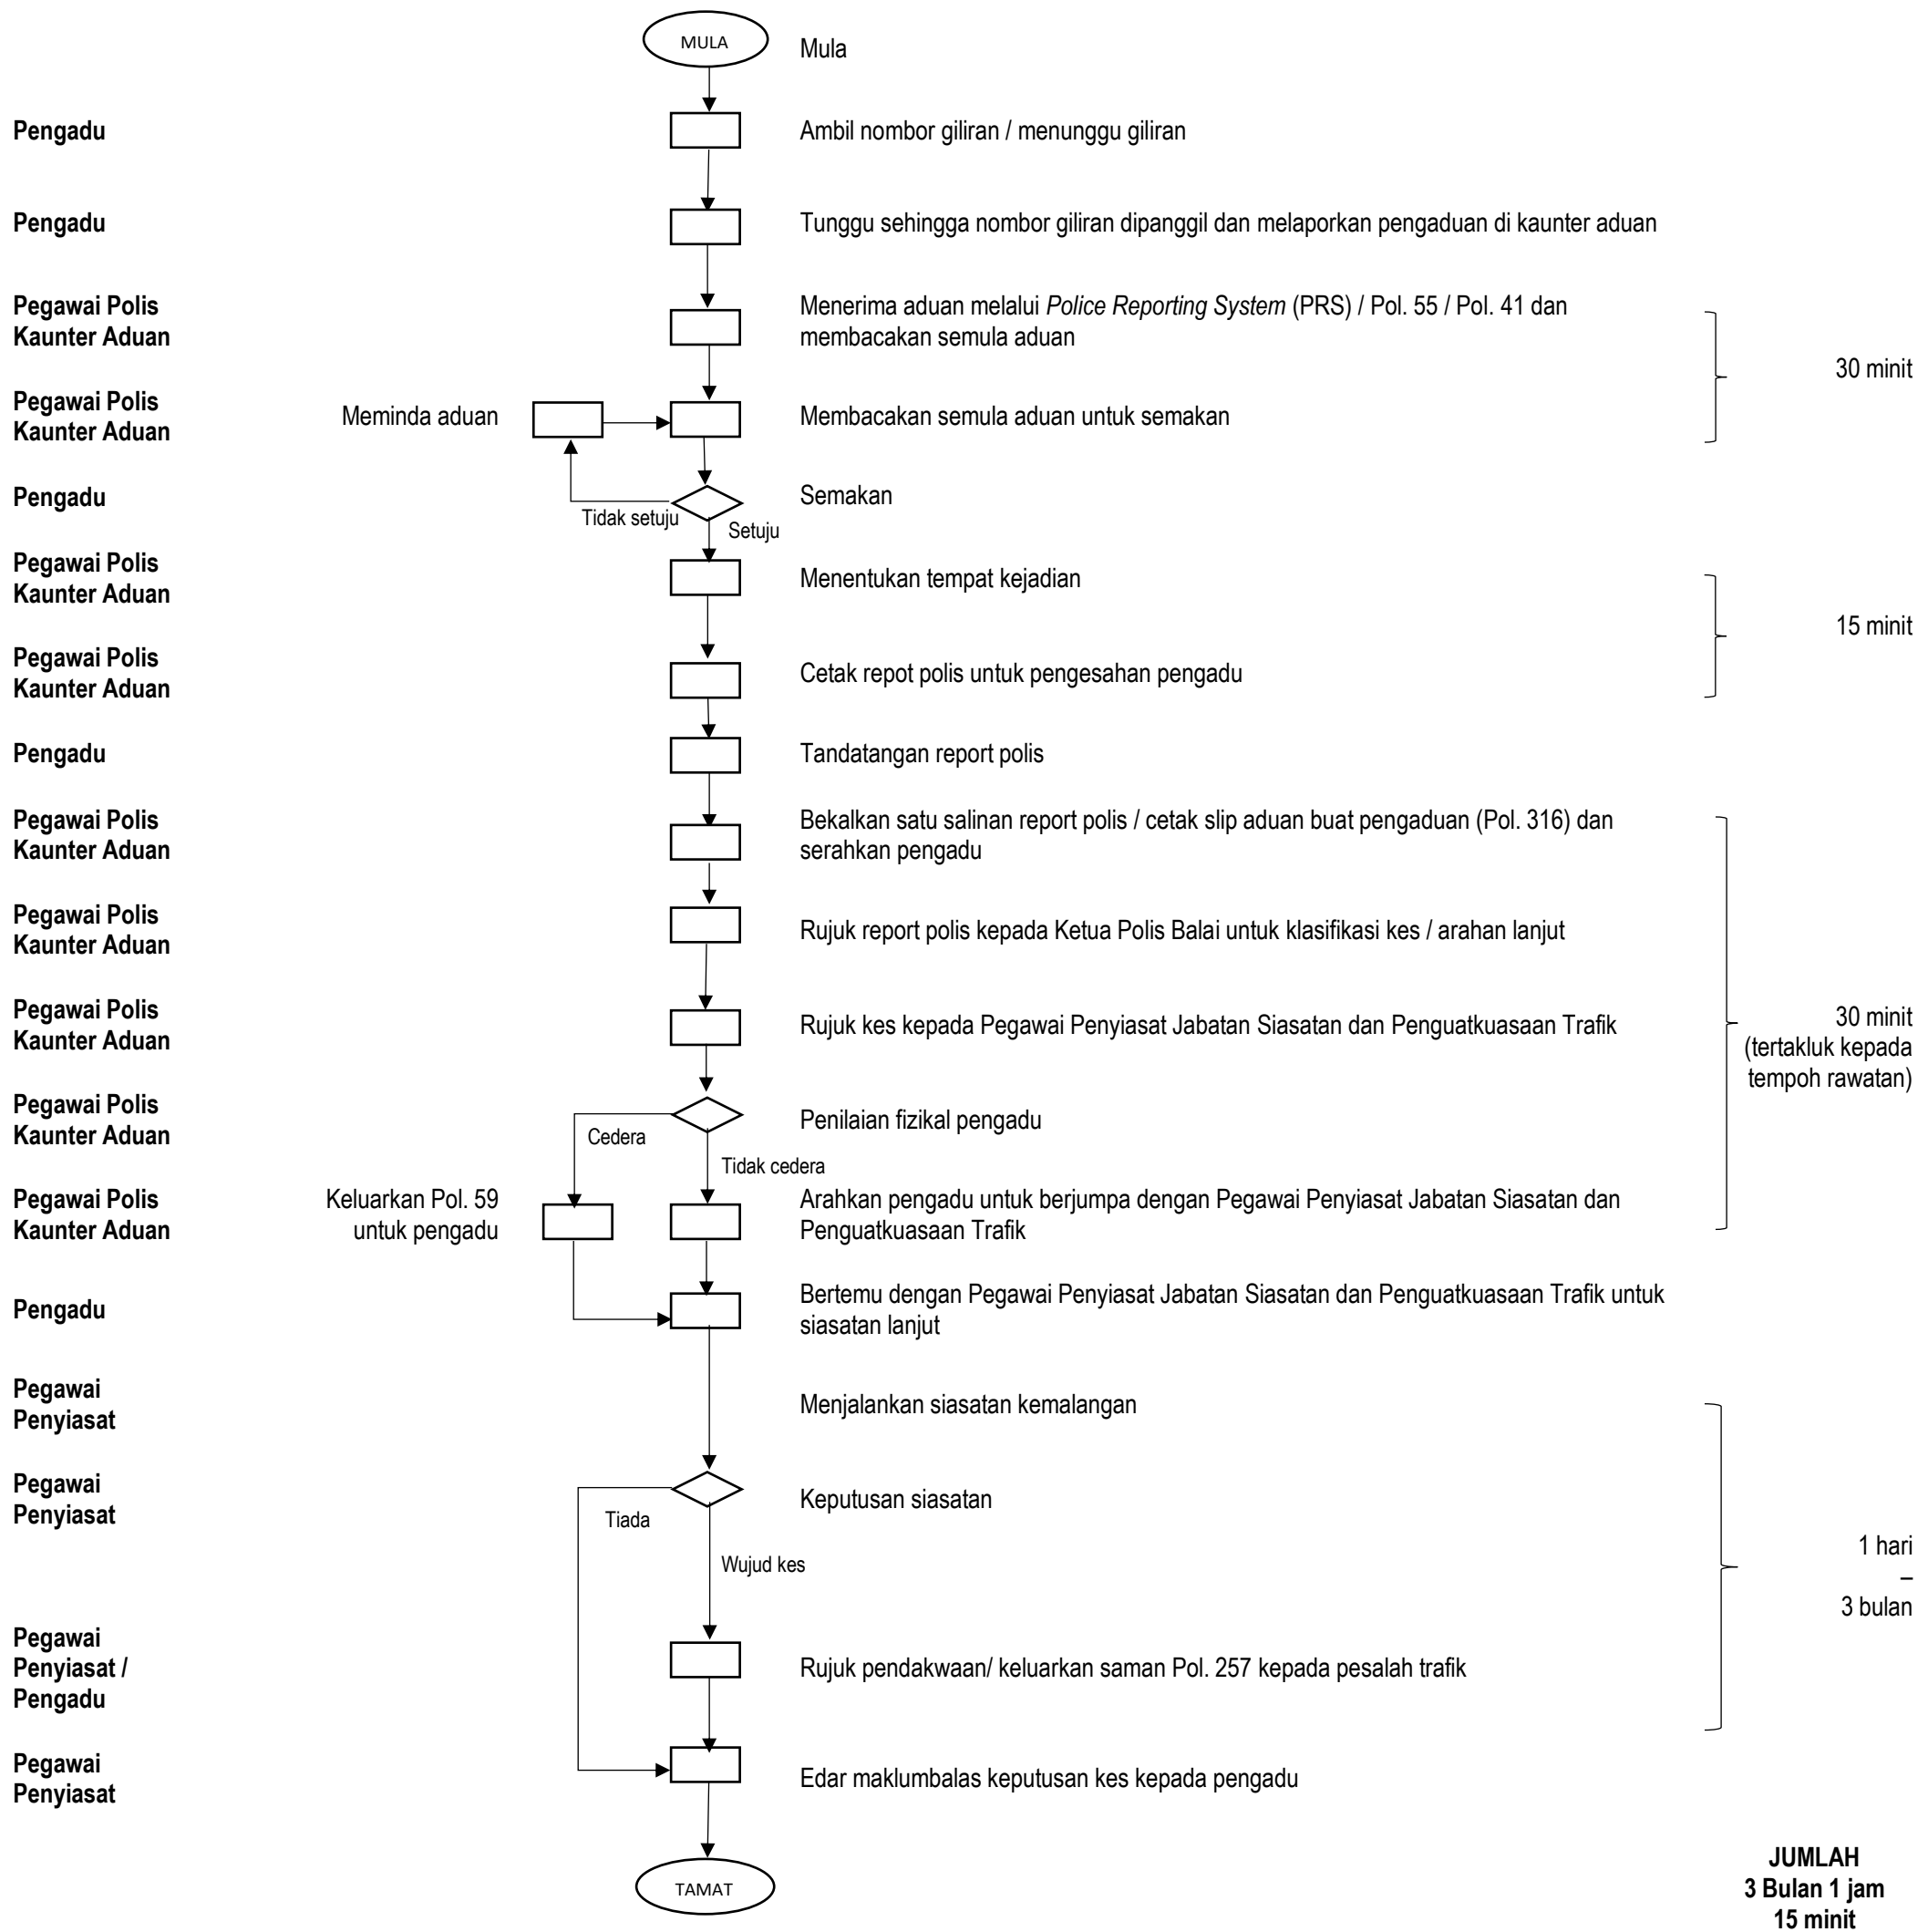 MULA
Mula
Pengadu
Ambil nombor giliran / menunggu giliran
Pengadu
Tunggu sehingga nombor giliran dipanggil dan melaporkan pengaduan di kaunter aduan
Pegawai Polis
Kaunter Aduan
Menerima aduan melalui Police Reporting System (PRS) / Pol. 55 / Pol. 41 dan
membacakan semula aduan
30 minit
Pegawai Polis
Kaunter Aduan
Meminda aduan
Membacakan semula aduan untuk semakan
Pengadu
Semakan
Tidak setuju
Setuju
Pegawai Polis
Kaunter Aduan
Menentukan tempat kejadian
15 minit
Pegawai Polis
Kaunter Aduan
Cetak repot polis untuk pengesahan pengadu
Pengadu
Tandatangan report polis
Pegawai Polis
Kaunter Aduan
Bekalkan satu salinan report polis / cetak slip aduan buat pengaduan (Pol. 316) dan
serahkan pengadu
Pegawai Polis
Kaunter Aduan
Rujuk report polis kepada Ketua Polis Balai untuk klasifikasi kes / arahan lanjut
Pegawai Polis
Kaunter Aduan
Rujuk kes kepada Pegawai Penyiasat Jabatan Siasatan dan Penguatkuasaan Trafik
30 minit
(tertakluk kepada
tempoh rawatan)
Pegawai Polis
Kaunter Aduan
Penilaian fizikal pengadu
Cedera
Tidak cedera
Pegawai Polis
Kaunter Aduan
Keluarkan Pol. 59
untuk pengadu
Arahkan pengadu untuk berjumpa dengan Pegawai Penyiasat Jabatan Siasatan dan
Penguatkuasaan Trafik
Pengadu
Bertemu dengan Pegawai Penyiasat Jabatan Siasatan dan Penguatkuasaan Trafik untuk
siasatan lanjut
Pegawai
Penyiasat
Menjalankan siasatan kemalangan
Pegawai
Penyiasat
Keputusan siasatan
Tiada
Wujud kes
1 hari
–
3 bulan
Pegawai
Penyiasat /
Pengadu
Rujuk pendakwaan/ keluarkan saman Pol. 257 kepada pesalah trafik
Pegawai
Penyiasat
Edar maklumbalas keputusan kes kepada pengadu
TAMAT
JUMLAH
3 Bulan 1 jam
15 minit